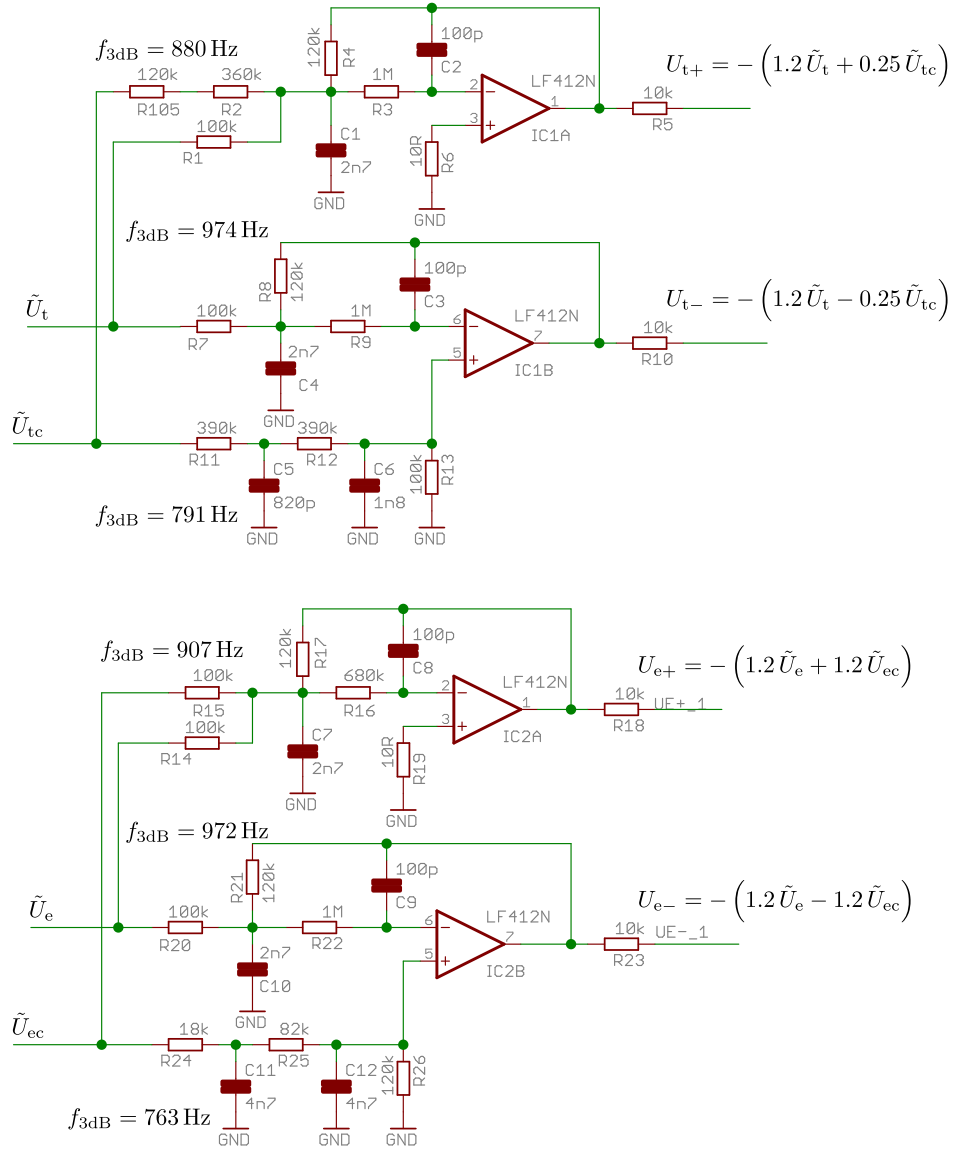 100p
120k
R4
C2
f3dB = 880 Hz
Ut+ = −(1.2 Ũt + 0.25 Ũtc)
120k 360k 1M LF412N
R105 R2 R3 2 − 1 10k
100k 3 + IC1A R5
R1 C1 10R R6
2n7
GND
GND
f3dB = 974 Hz
100p
R8 120k C3
Ut− = −(1.2 Ũt − 0.25 Ũtc)
Ũt
100k 1M LF412N
R7 R9 6 − 7 10k
2n7 5 + IC1B R10
C4
GND
Ũtc
390k 390k
R11 R12
C5 C6 100k R13
820p 1n8
f3dB = 791 Hz
GND GND GND
100p
120k R17 C8
f3dB = 907 Hz
Ue+ = −(1.2 Ũe + 1.2 Ũec)
100k 680k LF412N
R15 R16 2 − 1 10k UE+_1
100k 3 + IC2A R18
R14 C7 10R R19
2n7
GND
GND
f3dB = 972 Hz
100p
R21 120k C9
Ue− = −(1.2 Ũe − 1.2 Ũec)
Ũe
100k 1M LF412N
R20 R22 6 − 7 10k UE-_1
2n7 5 + IC2B R23
C10
GND
Ũec
18k 82k
R24 R25
C11 C12 120k R26
4n7 4n7
f3dB = 763 Hz
GND GND GND